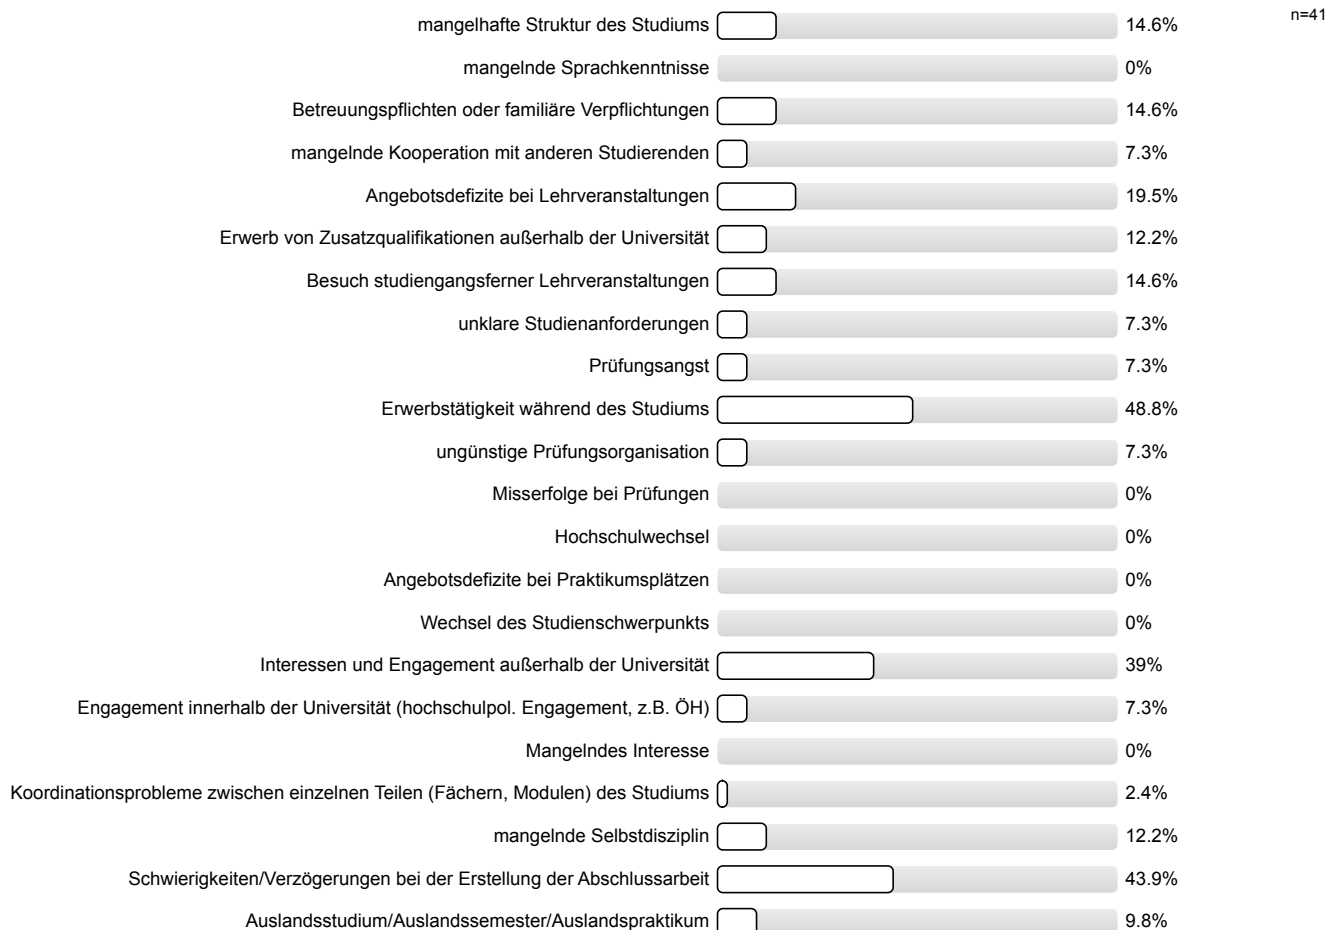 n=41
mangelhafte Struktur des Studiums 14.6%
mangelnde Sprachkenntnisse 0%
Betreuungspflichten oder familiäre Verpflichtungen 14.6%
mangelnde Kooperation mit anderen Studierenden 7.3%
Angebotsdefizite bei Lehrveranstaltungen 19.5%
Erwerb von Zusatzqualifikationen außerhalb der Universität 12.2%
Besuch studiengangsferner Lehrveranstaltungen 14.6%
unklare Studienanforderungen 7.3%
Prüfungsangst 7.3%
Erwerbstätigkeit während des Studiums 48.8%
ungünstige Prüfungsorganisation 7.3%
Misserfolge bei Prüfungen 0%
Hochschulwechsel 0%
Angebotsdefizite bei Praktikumsplätzen 0%
Wechsel des Studienschwerpunkts 0%
Interessen und Engagement außerhalb der Universität 39%
Engagement innerhalb der Universität (hochschulpol. Engagement, z.B. ÖH) 7.3%
Mangelndes Interesse 0%
Koordinationsprobleme zwischen einzelnen Teilen (Fächern, Modulen) des Studiums 2.4%
mangelnde Selbstdisziplin 12.2%
Schwierigkeiten/Verzögerungen bei der Erstellung der Abschlussarbeit 43.9%
Auslandsstudium/Auslandssemester/Auslandspraktikum 9.8%